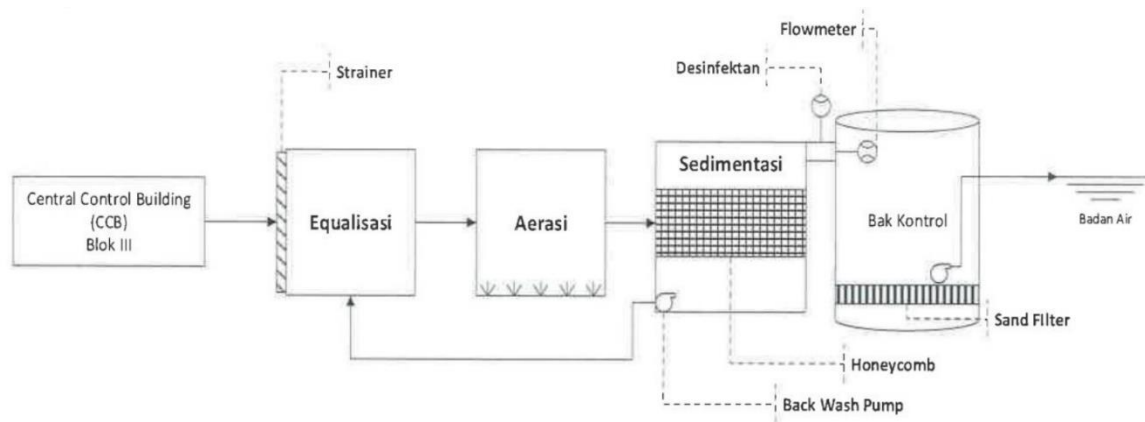 Flowmeter
Desinfektan
Strainer
Sedimentasi
Central Control Building
(CCB)
Blok III
Equalisasi
Aerasi
Bak Kontrol
Badan Air
Sand FIlter
Honeycomb
Back Wash Pump